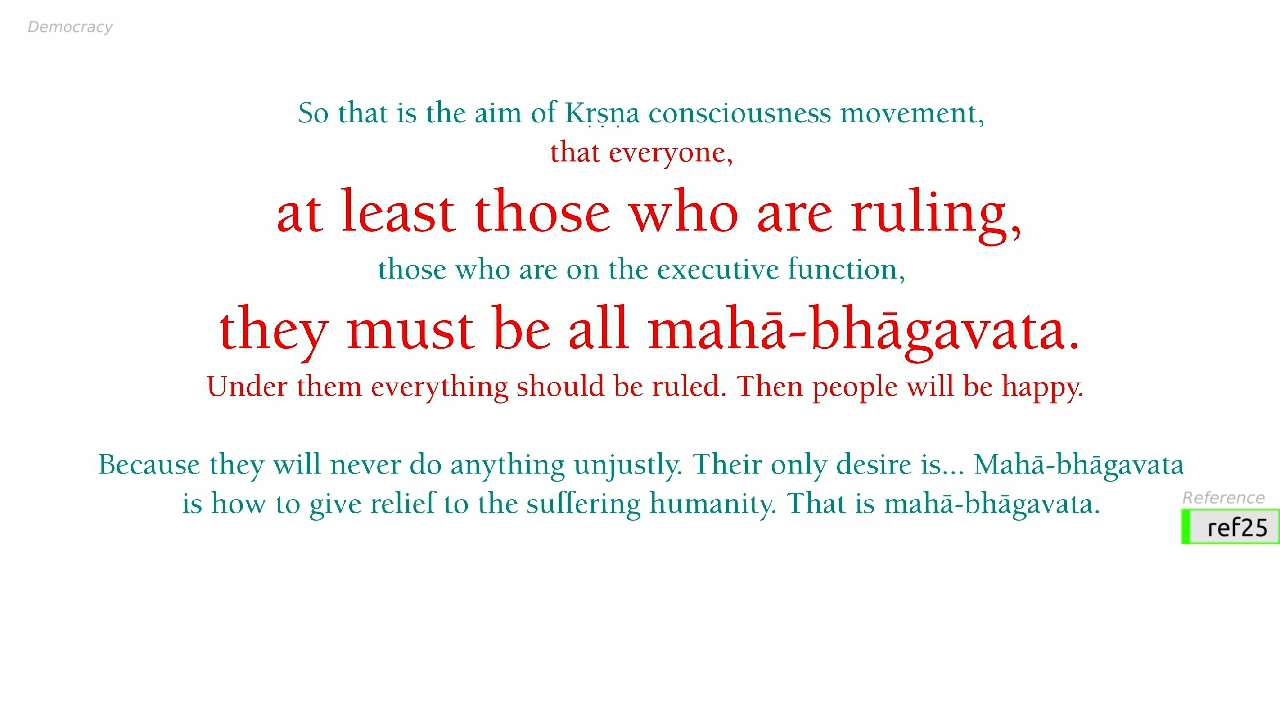 Democracy
So that is the aim of Kṛṣṇa consciousness movement,
that everyone,
at least those who are ruling,
those who are on the executive function,
they must be all mahā-bhāgavata.
Under them everything should be ruled. Then people will be happy.
Because they will never do anything unjustly. Their only desire is... Mahā-bhāgavata
is how to give relief to the suffering humanity. That is mahā-bhāgavata.
Reference
ref25